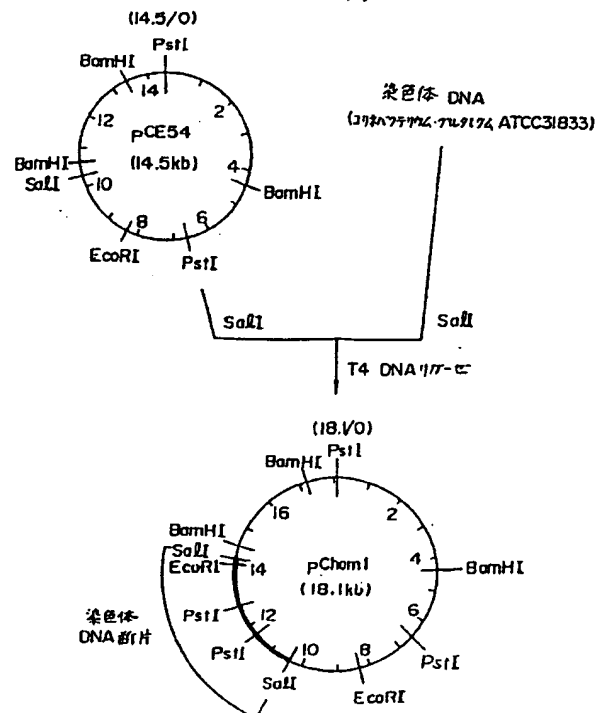 (14.5/0)
PstI
BamHI
14
2
12
PCE54
(14.5kb)
BamHI
SalI
10
4
BamHI
8
6
EcoRI
PstI
染色体 DNA
(コリネバクテリウム・グルタミクム ATCC31833)
SalI
SalI
T4 DNAリガーゼ
(18.1/0)
PstI
BamHI
16
2
BamHI
SalI
EcoRI
14
PChom1
(18.1kb)
4
BamHI
PstI
12
6
染色体
DNA断片
PstI
10
8
PstI
SalI
EcoRI